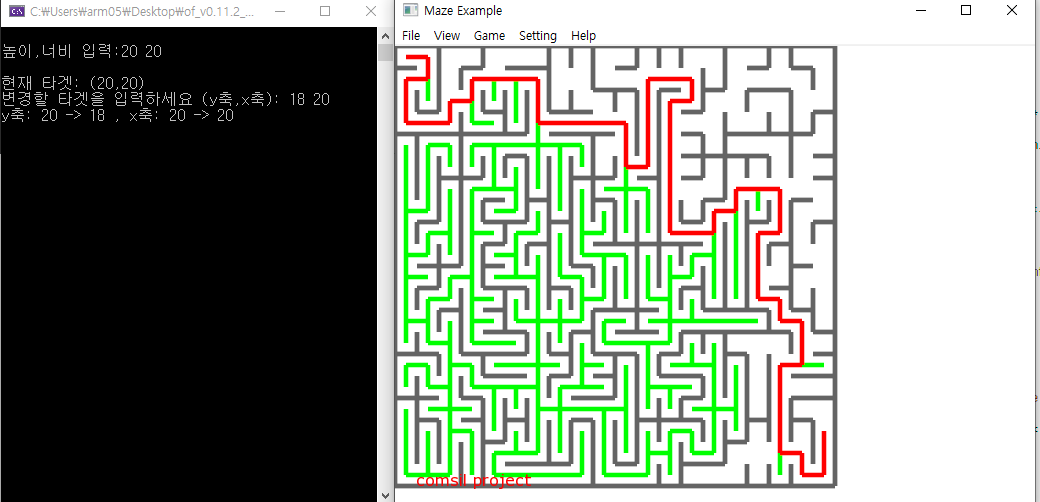 C:\Users\arm05\Desktop\of_v0.11.2_...
높이,너비 입력:20 20
현재 타겟: (20,20)
변경할 타겟을 입력하세요 (y축,x축): 18 20
y축: 20 -> 18 , x축: 20 -> 20
Maze Example
File View Game Setting Help
comsil project